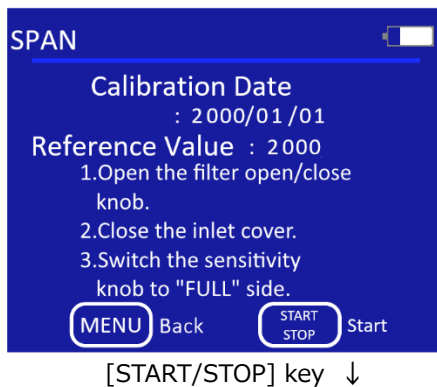 SPAN
Calibration Date
: 2000/01/01
Reference Value : 2000
1.Open the filter open/close
knob.
2.Close the inlet cover.
3.Switch the sensitivity
knob to "FULL" side.
MENU Back START STOP Start
[START/STOP] key ↓